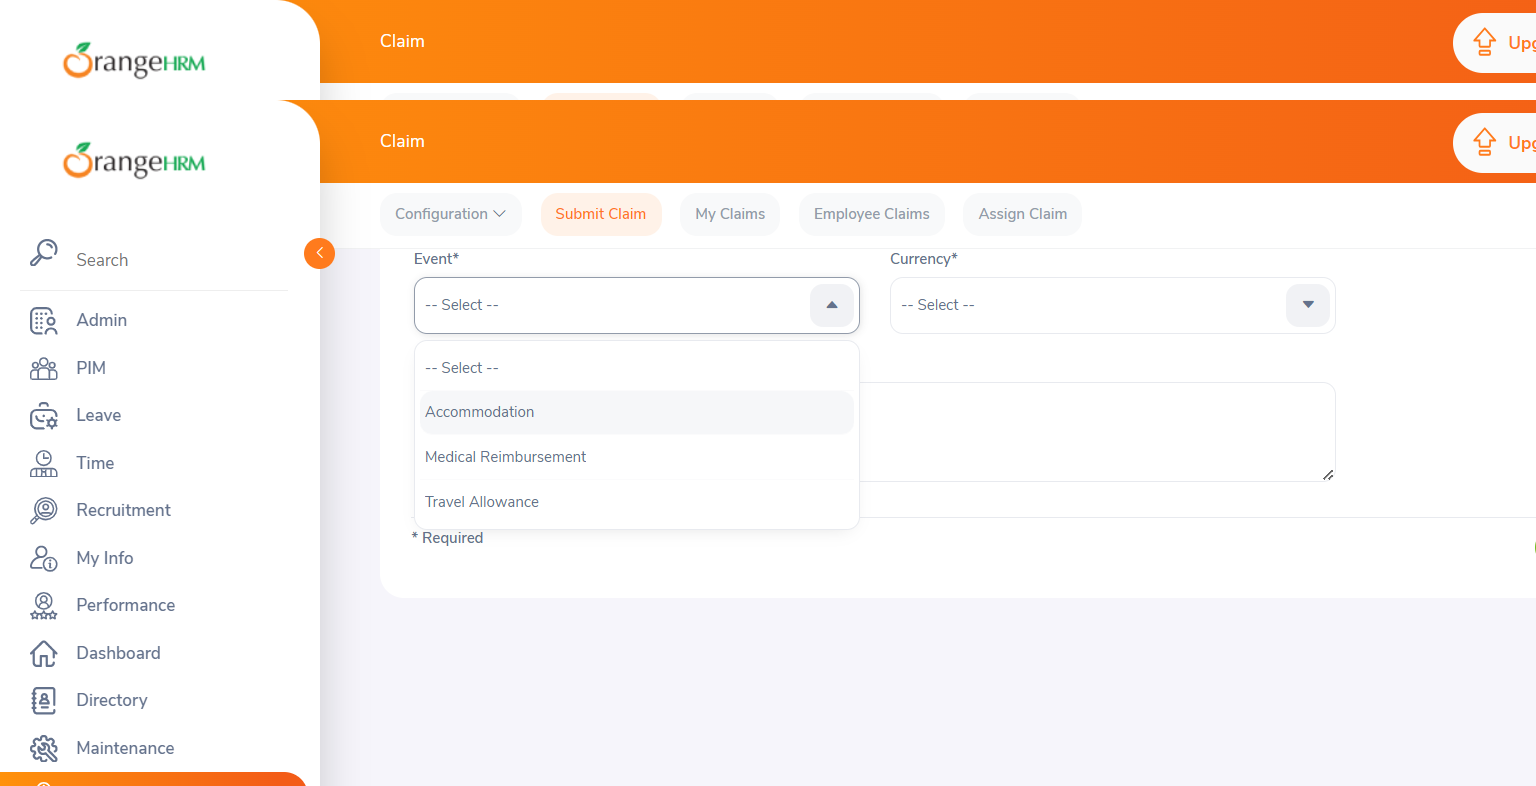 OrangeHRM
Claim
Upg
OrangeHRM
Claim
Upg
Configuration
Submit Claim
My Claims
Employee Claims
Assign Claim
Search
Admin
PIM
Leave
Time
Recruitment
My Info
Performance
Dashboard
Directory
Maintenance
Event*
-- Select --
-- Select --
Accommodation
Medical Reimbursement
Travel Allowance
Currency*
-- Select --
* Required